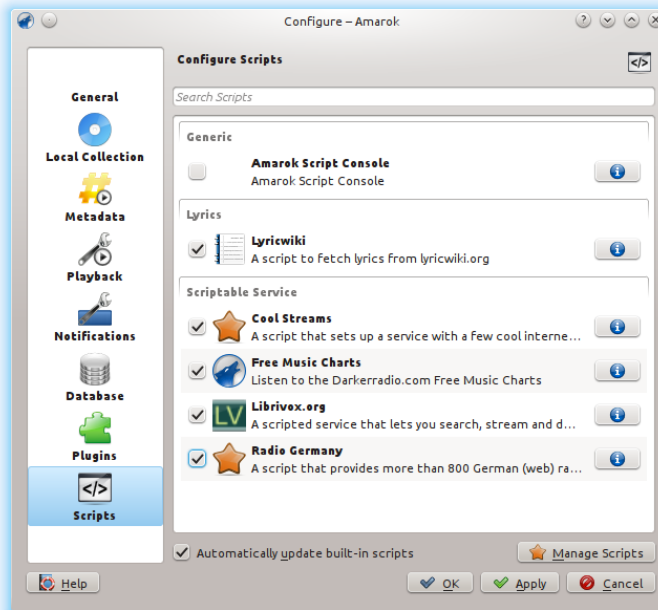 Configure – Amarok
General
Local Collection
Metadata
Playback
Notifications
Database
Plugins
</>
Scripts
Configure Scripts
</>
Search Scripts
Generic
Amarok Script Console
Amarok Script Console
Lyrics
Lyricwiki
A script to fetch lyrics from lyricwiki.org
Scriptable Service
Cool Streams
A script that sets up a service with a few cool interne...
Free Music Charts
Listen to the Darkerradio.com Free Music Charts
LV
Librivox.org
A scripted service that lets you search, stream and d...
Radio Germany
A script that provides more than 800 German (web) ra...
Automatically update built-in scripts
Manage Scripts
Help
OK
Apply
Cancel